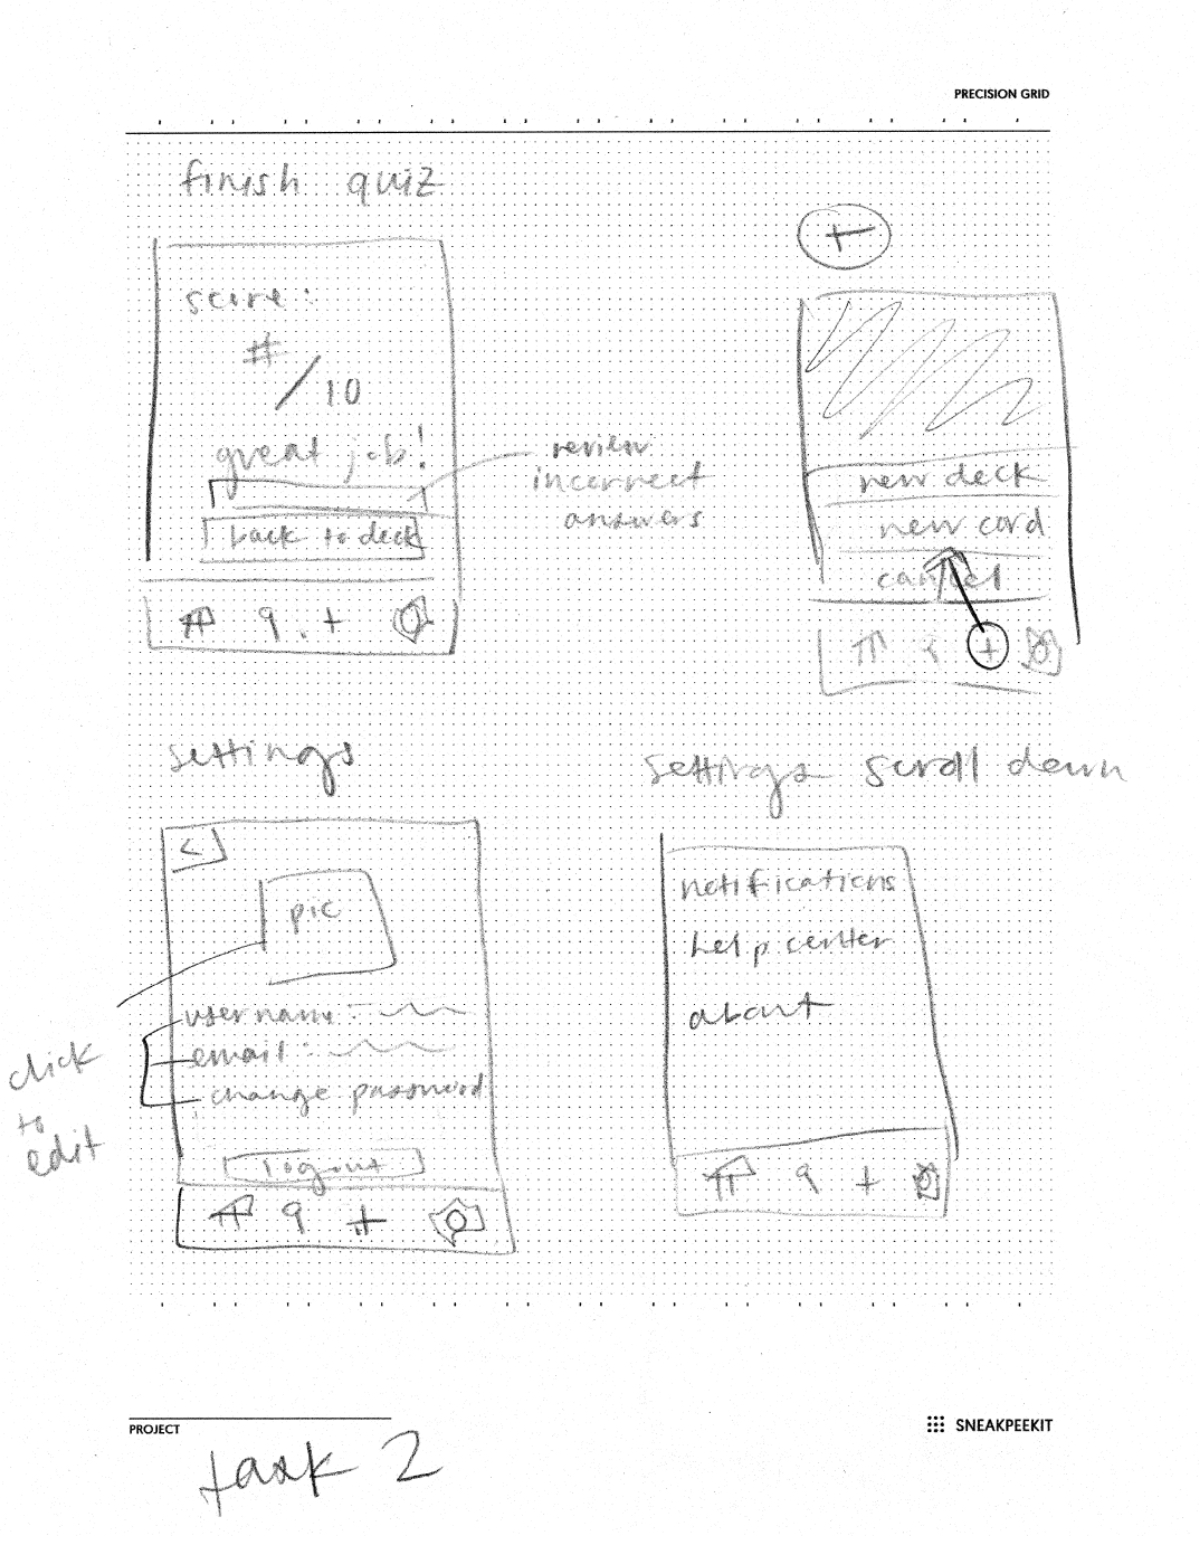 PRECISION GRID
finish quiz
score:
#/10
great job!
review
incorrect
answers
back to deck
+
+
new deck
new card
cancel
+
settings
<
pic
username:
email:
change password
logout
+
click
to
edit
settings scroll down
notifications
help center
about
+
PROJECT
task 2
SNEAKPEEKIT